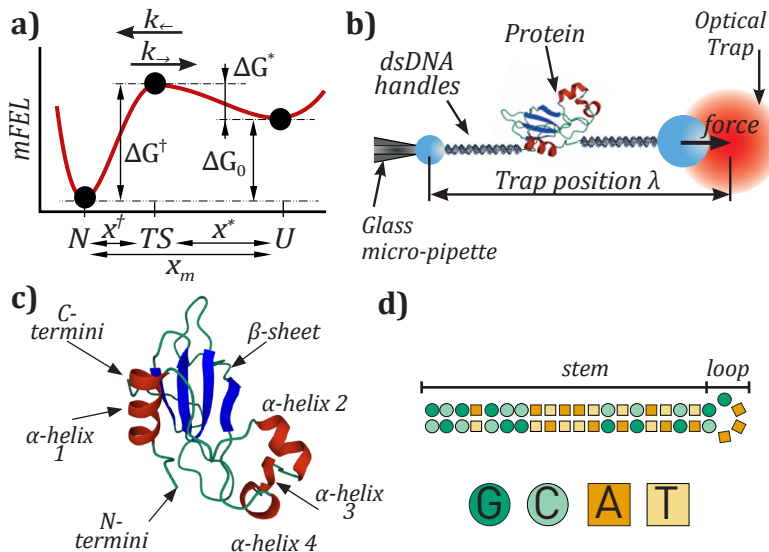 a)
k←
k→
mFEL
ΔG*
ΔG†
ΔG₀
N
x†
TS
x*
U
xₘ
b)
Protein
Optical
Trap
dsDNA
handles
force
Trap position λ
Glass
micro-pipette
c)
C-
termini
β-sheet
α-helix 2
α-helix
1
α-helix
3
N-
termini
α-helix 4
d)
stem
loop
G
C
A
T